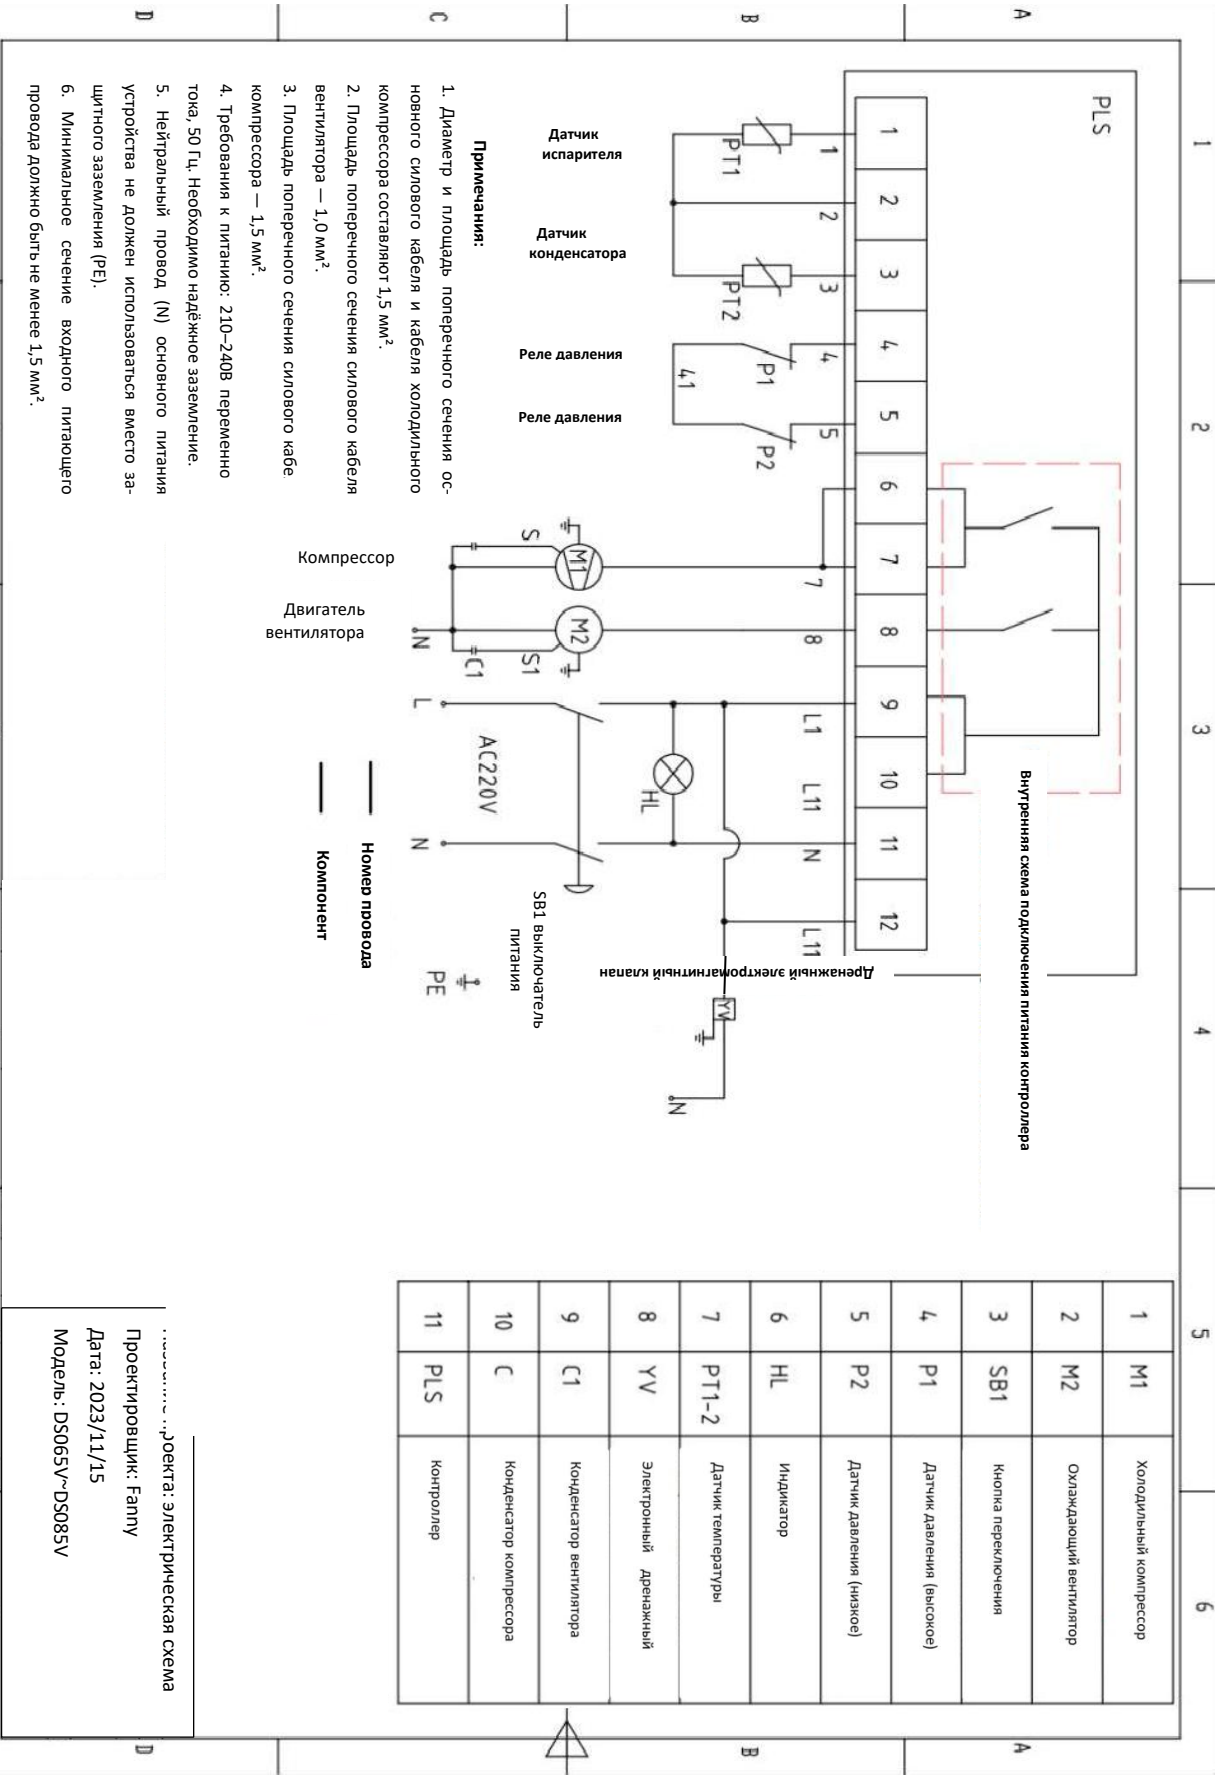 1
2
3
4
5
6
A
B
C
D
A
B
D
PLS
1
2
3
4
5
6
7
8
9
10
11
12
1
2
3
4
5
7
8
L1
L11
N
L11
PT1
PT2
P1
P2
41
Датчик
испарителя
Датчик
конденсатора
Реле давления
Реле давления
Внутренняя схема подключения питания контроллера
Дренажный электромагнитный клапан
YV
N
HL
M1
M2
S
S1
C1
N
L
N
AC220V
SB1 выключатель
питания
PE
Компрессор
Двигатель
вентилятора
Номер провода
Компонент
Примечания:
1. Диаметр и площадь поперечного сечения ос-
новного силового кабеля и кабеля холодильного
компрессора составляют 1,5 мм².
2. Площадь поперечного сечения силового кабеля
вентилятора — 1,0 мм².
3. Площадь поперечного сечения силового кабе
компрессора — 1,5 мм².
4. Требования к питанию: 210–240В переменно
тока, 50 Гц. Необходимо надёжное заземление.
5. Нейтральный провод (N) основного питания
устройства не должен использоваться вместо за-
щитного заземления (PE).
6. Минимальное сечение входного питающего
провода должно быть не менее 1,5 мм².
1 M1 Холодильный компрессор
2 M2 Охлаждающий вентилятор
3 SB1 Кнопка переключения
4 P1 Датчик давления (высокое)
5 P2 Датчик давления (низкое)
6 HL Индикатор
7 PT1-2 Датчик температуры
8 YV Электронный дренажный
9 C1 Конденсатор вентилятора
10 C Конденсатор компрессора
11 PLS Контроллер
электрическая схема
Проектировщик: Fanny
Дата: 2023/11/15
Модель: DS065V~DS085V